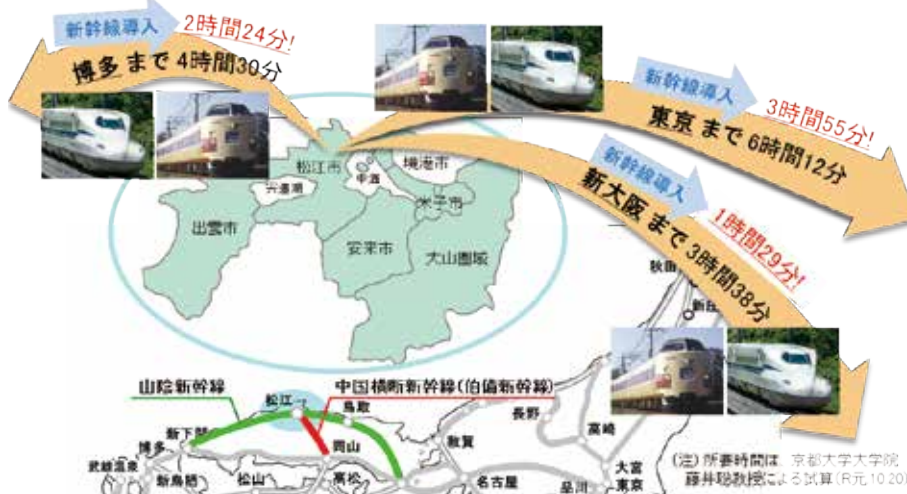 新幹線導入
2時間24分!
博多 まで 4時間30分
新幹線導入
3時間55分!
東京 まで 6時間12分
新幹線導入
1時間29分!
新大阪 まで 3時間38分
松江市
境港市
中海
宍道湖
米子市
出雲市
安来市
大山圏域
秋田
山陰新幹線
中国横断新幹線(伯備新幹線)
松江
鳥取
長野
高崎
新下関
博多
岡山
敦賀
武雄温泉
新鳥栖
松山
高松
名古屋
品川
大宮
東京
(注) 所要時間は、京都大学大学院
藤井聡教授による試算(R元.10.20)